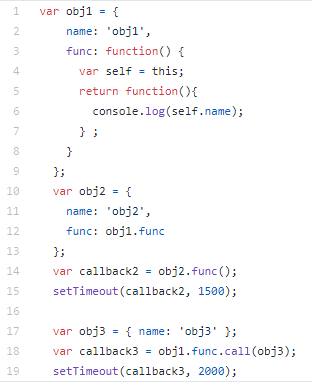 1 var obj1 = {
2 name: 'obj1',
3 func: function() {
4 var self = this;
5 return function(){
6 console.log(self.name);
7 } ;
8 }
9 };
10 var obj2 = {
11 name: 'obj2',
12 func: obj1.func
13 };
14 var callback2 = obj2.func();
15 setTimeout(callback2, 1500);
16
17 var obj3 = { name: 'obj3' };
18 var callback3 = obj1.func.call(obj3);
19 setTimeout(callback3, 2000);